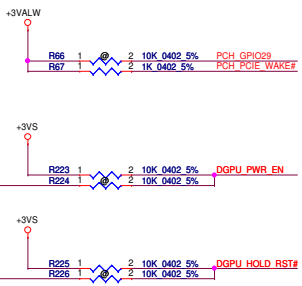 +3VALW
R66 1 @ 2 10K_0402_5% PCH_GPIO29
R67 1 2 1K_0402_5% PCH_PCIE_WAKE#
+3VS
R223 1 2 10K_0402_5% DGPU_PWR_EN
R224 1 @ 2 10K_0402_5%
+3VS
R225 1 2 10K_0402_5% DGPU_HOLD_RST#
R226 1 @ 2 10K_0402_5%